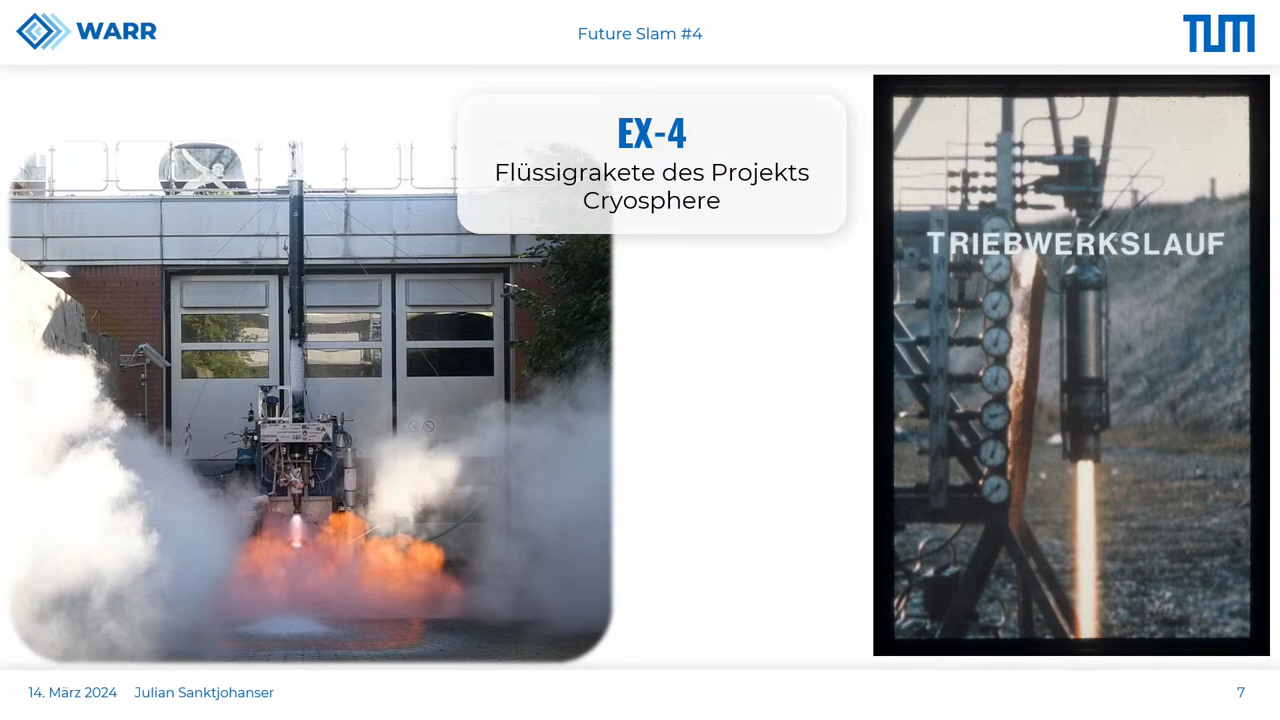 WARR
Future Slam #4
TUM
EX-4
Flüssigrakete des Projekts
Cryosphere
TRIEBWERKSLAUF
14. März 2024 Julian Sanktjohanser
7